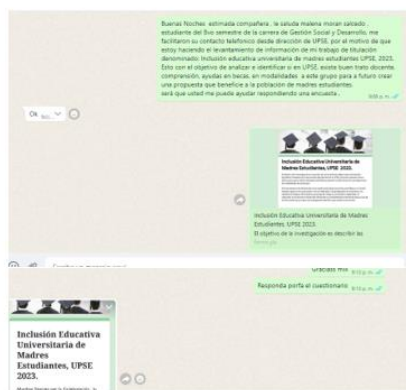 Buenas Noches estimada compañera , le saluda malena moran salcedo ,
estudiante del 8vo semestre de la carrera de Gestión Social y Desarrollo, me
facilitaron su contacto telefonico desde dirección de UPSE, por el motivo de que
estoy haciendo el levantamiento de información de mi trabajo de titulación
denominado: Inclusión educativa universitaria de madres estudiantes UPSE, 2023.
Esto con el objetivo de analizar e identificar si en UPSE, existe buen trato docente,
comprensión, ayudas en becas, en modalidades a este grupo para a futuro crear
una propuesta que beneficie a la población de madres estudiantes.
será que usted me puede ayudar respondiendo una encuesta .
Ok
Inclusión Educativa Universitaria de
Madres Estudiantes, UPSE 2023.
Inclusión Educativa Universitaria de Madres
Estudiantes, UPSE 2023.
El objetivo de la investigación es describir las
Responda porfa el cuestionario
Inclusión Educativa
Universitaria de
Madres
Estudiantes, UPSE
2023.